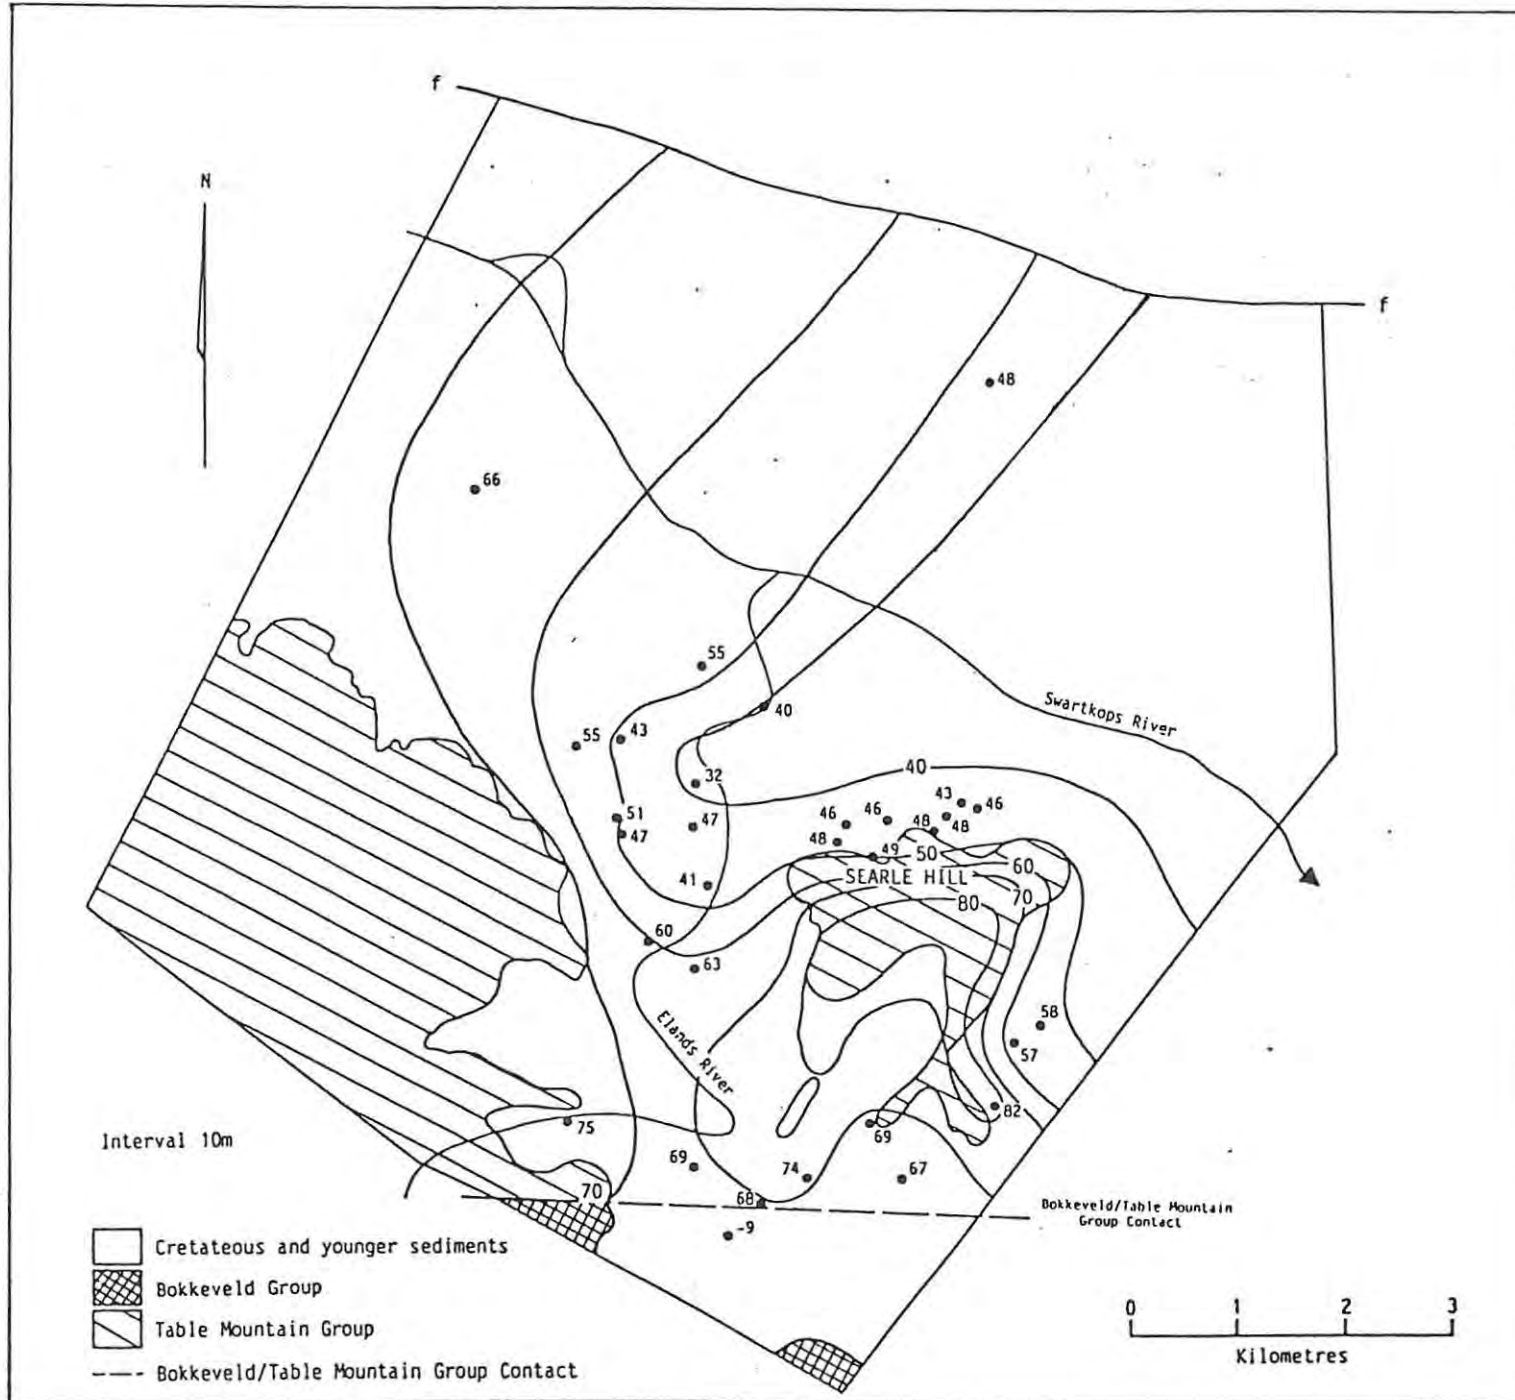 f
N
f
48
66
55
40
Swartkops River
55
43
32
40
51
47
47
46
46
43
46
48
48
48
49
50
60
SEARLE HILL
70
80
41
60
63
Elands River
58
57
82
75
69
69
74
67
68
70
-9
Interval 10m
Bokkeveld/Table Mountain
Group Contact
Cretateous and younger sediments
Bokkeveld Group
Table Mountain Group
Bokkeveld/Table Mountain Group Contact
0 1 2 3
Kilometres